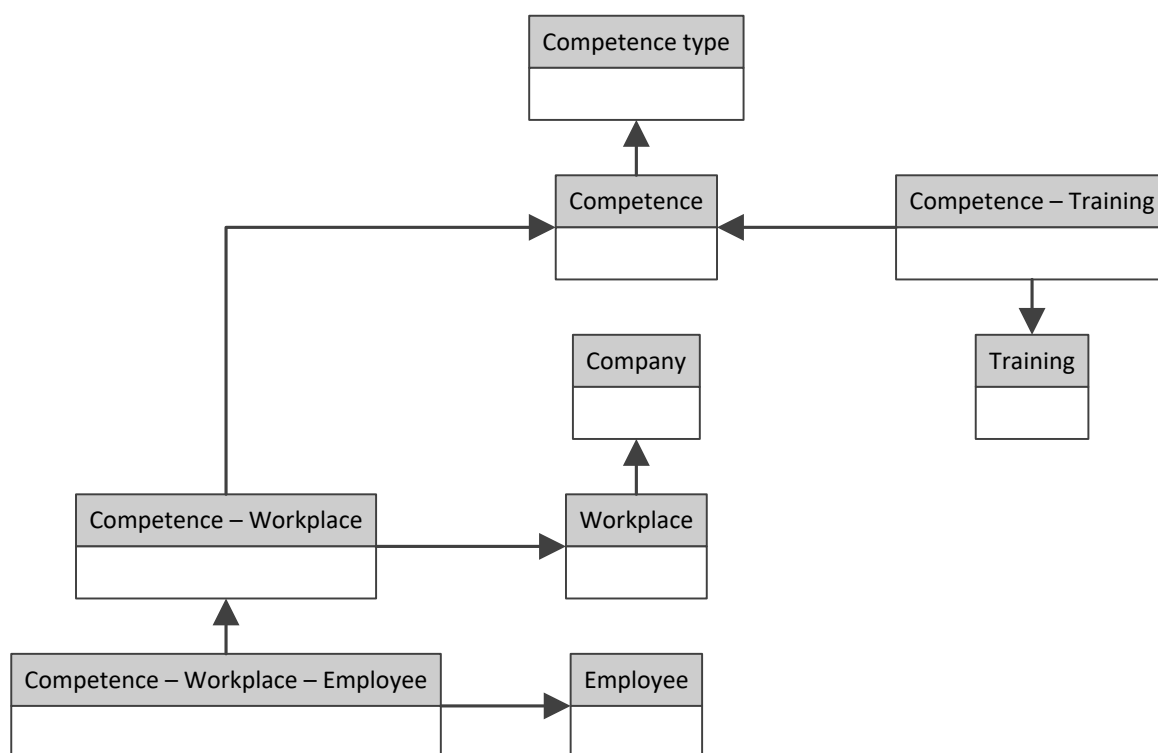 Competence type
Competence
Competence – Training
Company
Training
Competence – Workplace
Workplace
Competence – Workplace – Employee
Employee